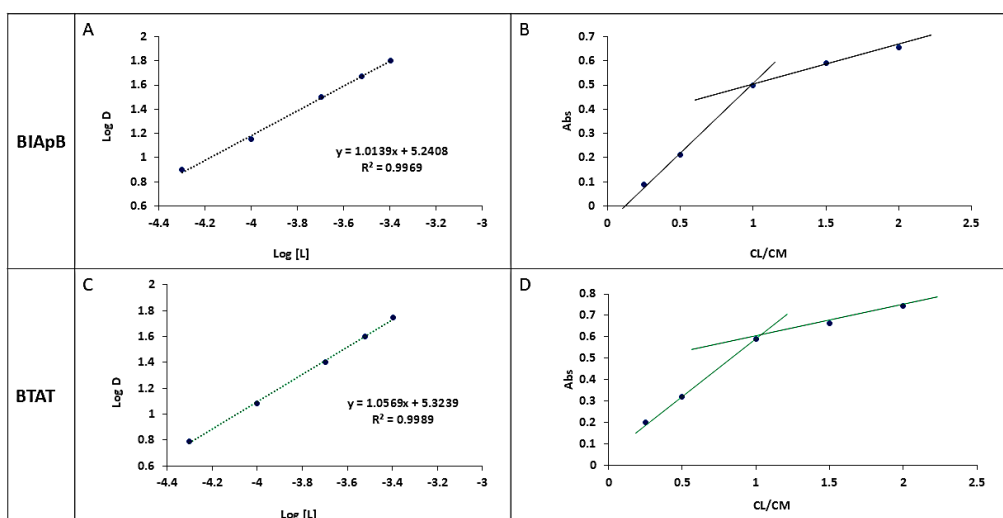 BIApB
A
2
1.8
1.6
1.4
1.2
1
0.8
0.6
Log D
y = 1.0139x + 5.2408
R² = 0.9969
-4.4 -4.2 -4 -3.8 -3.6 -3.4 -3.2 -3
Log [L]
B
0.7
0.6
0.5
0.4
0.3
0.2
0.1
0
Abs
0 0.5 1 1.5 2 2.5
CL/CM
BTAT
C
2
1.8
1.6
1.4
1.2
1
0.8
0.6
Log D
y = 1.0569x + 5.3239
R² = 0.9989
-4.4 -4.2 -4 -3.8 -3.6 -3.4 -3.2 -3
Log [L]
D
0.8
0.7
0.6
0.5
0.4
0.3
0.2
0.1
0
Abs
0 0.5 1 1.5 2 2.5
CL/CM